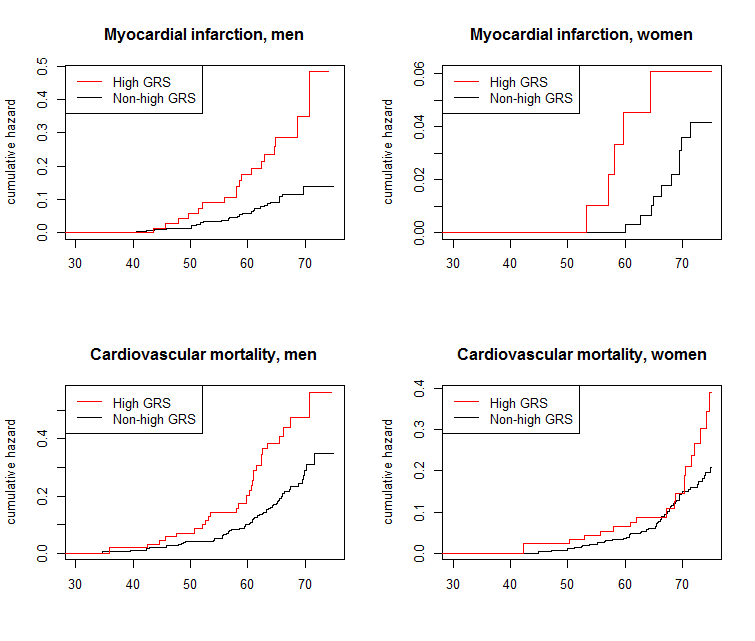 Myocardial infarction, men
cumulative hazard
0.0 0.1 0.2 0.3 0.4 0.5
High GRS
Non-high GRS
30 40 50 60 70
Myocardial infarction, women
cumulative hazard
0.00 0.02 0.04 0.06
High GRS
Non-high GRS
30 40 50 60 70
Cardiovascular mortality, men
cumulative hazard
0.0 0.2 0.4
High GRS
Non-high GRS
30 40 50 60 70
Cardiovascular mortality, women
cumulative hazard
0.0 0.1 0.2 0.3 0.4
High GRS
Non-high GRS
30 40 50 60 70